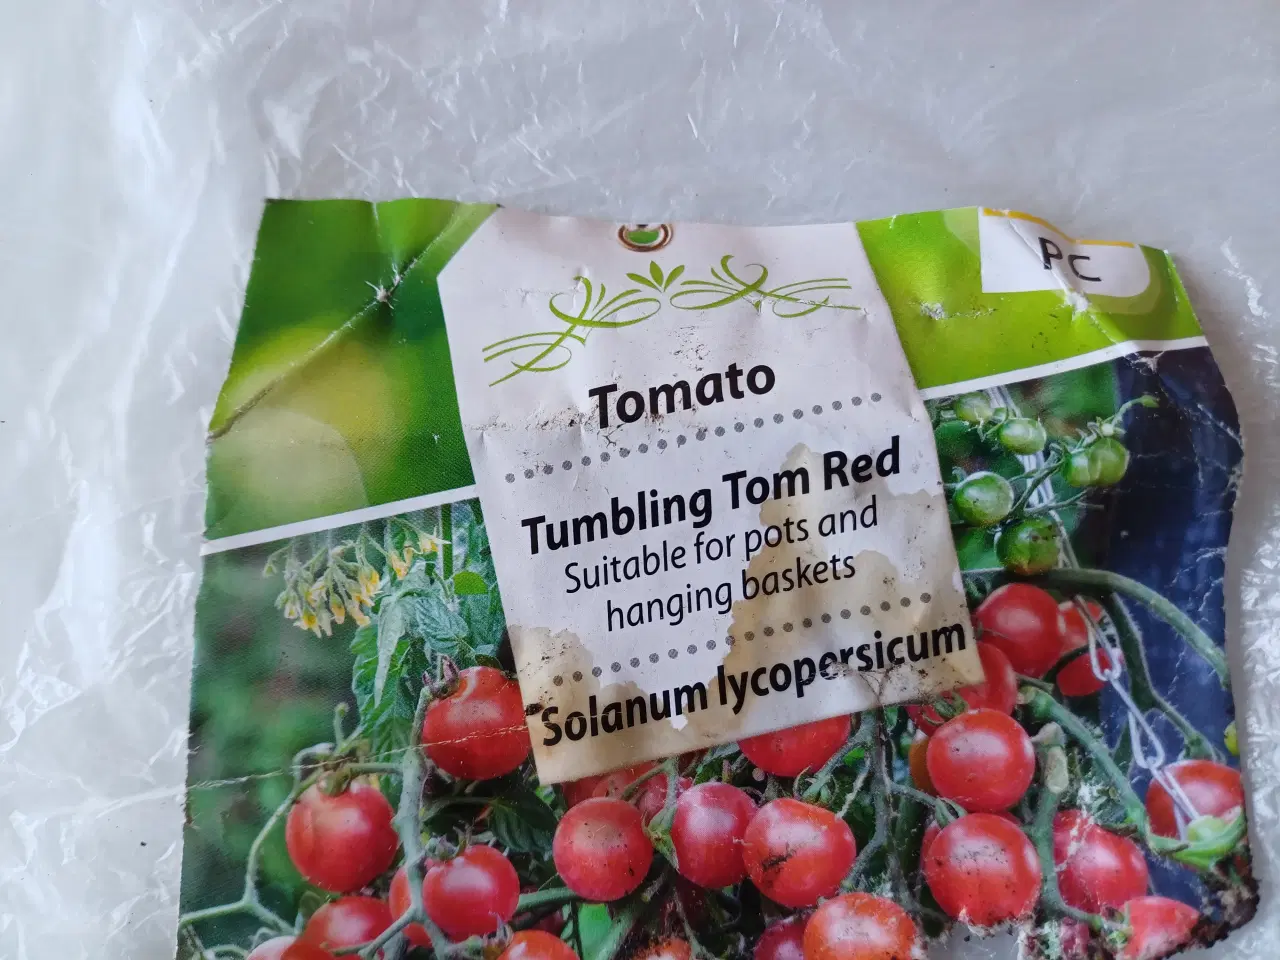 PC
Tomato
Tumbling Tom Red
Suitable for pots and
hanging baskets
Solanum lycopersicum